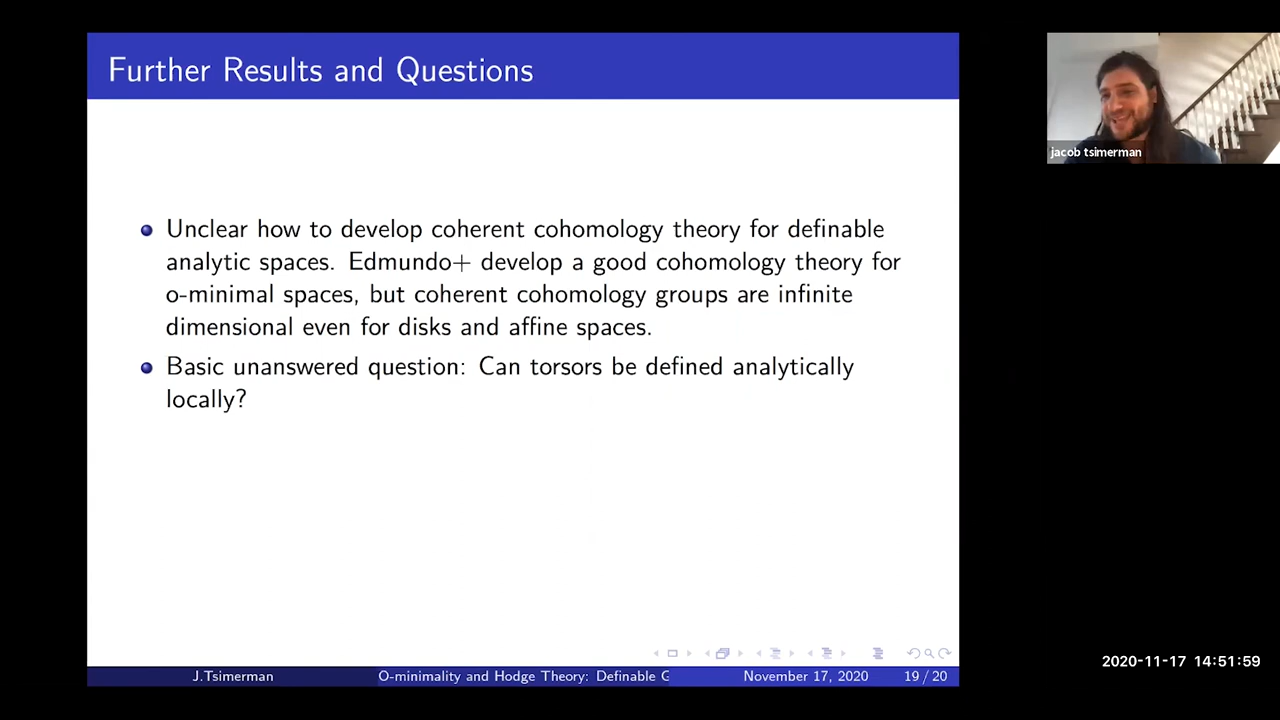 Further Results and Questions
jacob tsimerman
Unclear how to develop coherent cohomology theory for definable
analytic spaces. Edmundo+ develop a good cohomology theory for
o-minimal spaces, but coherent cohomology groups are infinite
dimensional even for disks and affine spaces.
Basic unanswered question: Can torsors be defined analytically
locally?
2020-11-17 14:51:59
J.Tsimerman O-minimality and Hodge Theory: Definable G November 17, 2020 19 / 20